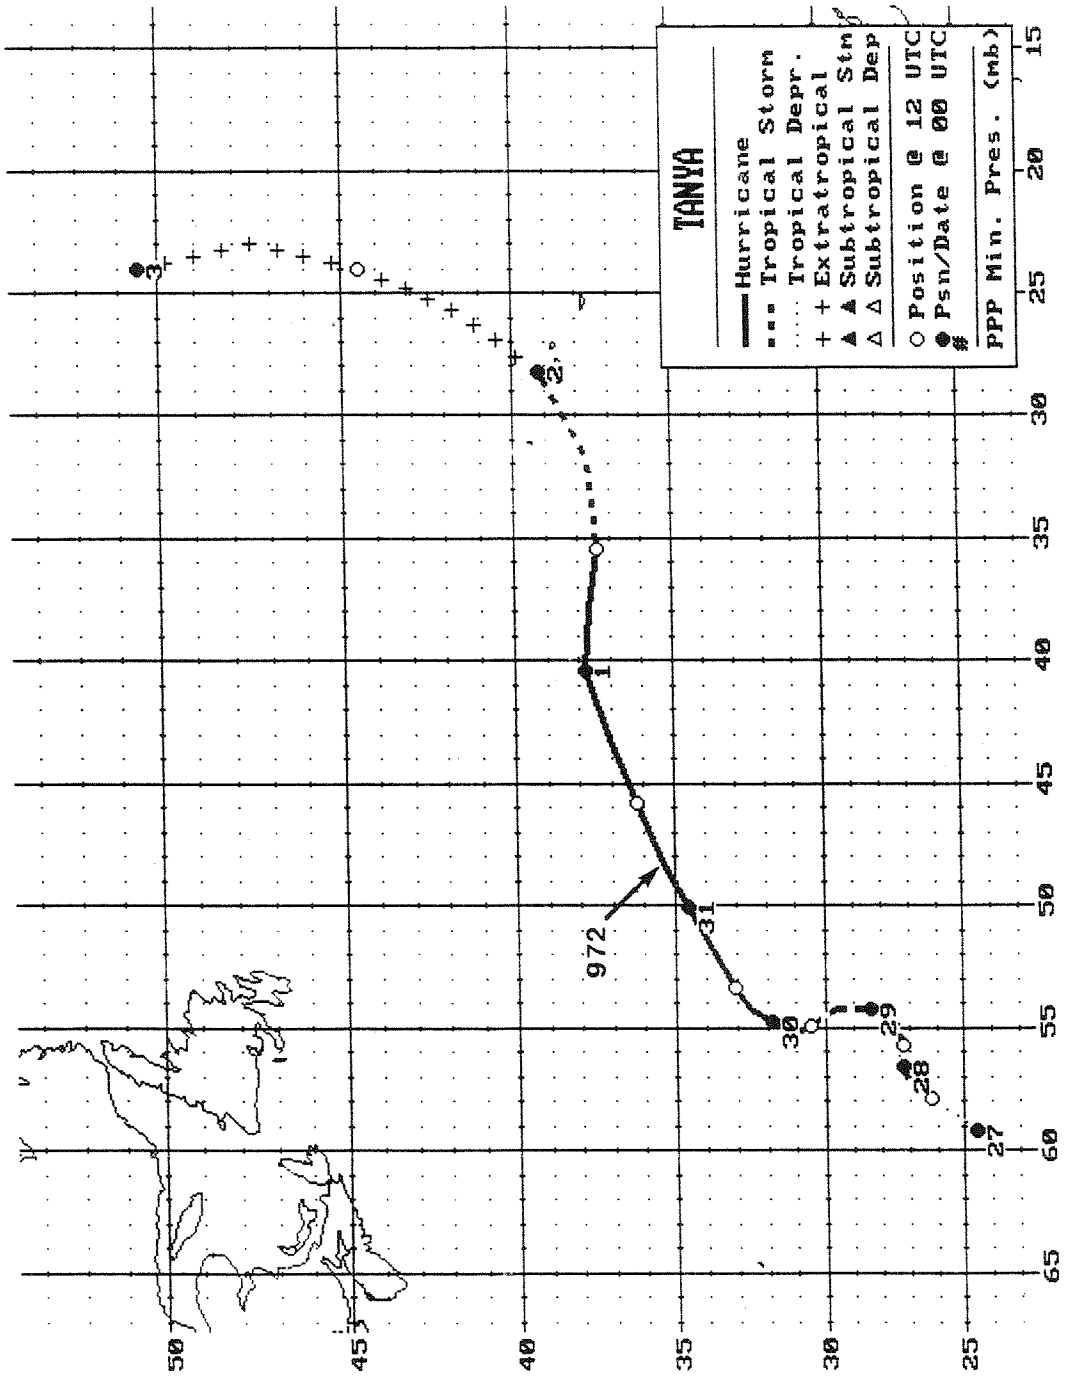 TANYA
Hurricane
Tropical Storm
Tropical Depr.
+ + Extratropical
▲ ▲ Subtropical Stm
△ △ Subtropical Dep
○ Position @ 12 UTC
● Psn/Date @ 00 UTC
#
PPP Min. Pres. (mb)
3
2
1
972
31
30
29
28
27
50
45
40
35
30
25
65
60
55
50
45
40
35
30
25
20
15